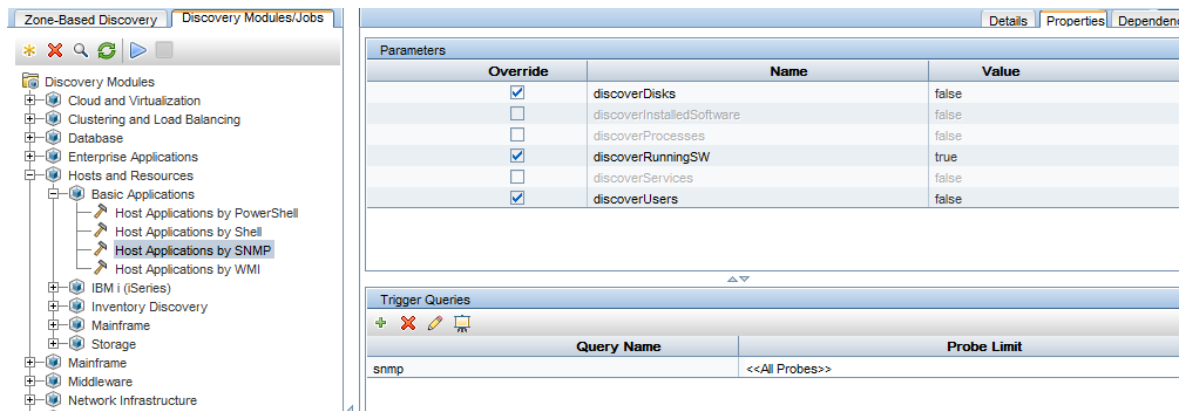 Zone-Based Discovery Discovery Modules/Jobs
Discovery Modules
Cloud and Virtualization
Clustering and Load Balancing
Database
Enterprise Applications
Hosts and Resources
Basic Applications
Host Applications by PowerShell
Host Applications by Shell
Host Applications by SNMP
Host Applications by WMI
IBM i (iSeries)
Inventory Discovery
Mainframe
Storage
Mainframe
Middleware
Network Infrastructure
Details Properties Dependenc
Parameters
Override Name Value
discoverDisks false
discoverInstalledSoftware false
discoverProcesses false
discoverRunningSW true
discoverServices false
discoverUsers false
Trigger Queries
Query Name Probe Limit
snmp <<All Probes>>